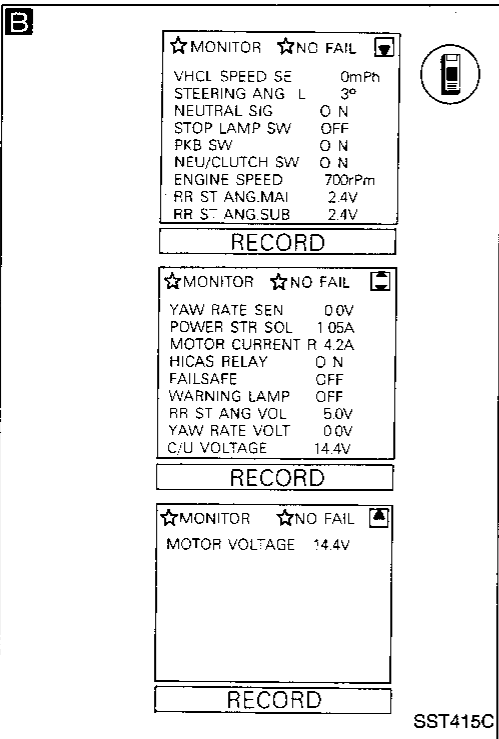 B
☆MONITOR ☆NO FAIL
VHCL SPEED SE 0mPh
STEERING ANG L 3°
NEUTRAL SIG O N
STOP LAMP SW OFF
PKB SW O N
NEU/CLUTCH SW O N
ENGINE SPEED 700rPm
RR ST ANG.MAI 2.4V
RR ST ANG.SUB 2.4V
RECORD
☆MONITOR ☆NO FAIL
YAW RATE SEN 0.0V
POWER STR SOL 1.05A
MOTOR CURRENT R 4.2A
HICAS RELAY O N
FAILSAFE OFF
WARNING LAMP OFF
RR ST ANG VOL 5.0V
YAW RATE VOLT 0.0V
C/U VOLTAGE 14.4V
RECORD
☆MONITOR ☆NO FAIL
MOTOR VOLTAGE 14.4V
RECORD
SST415C